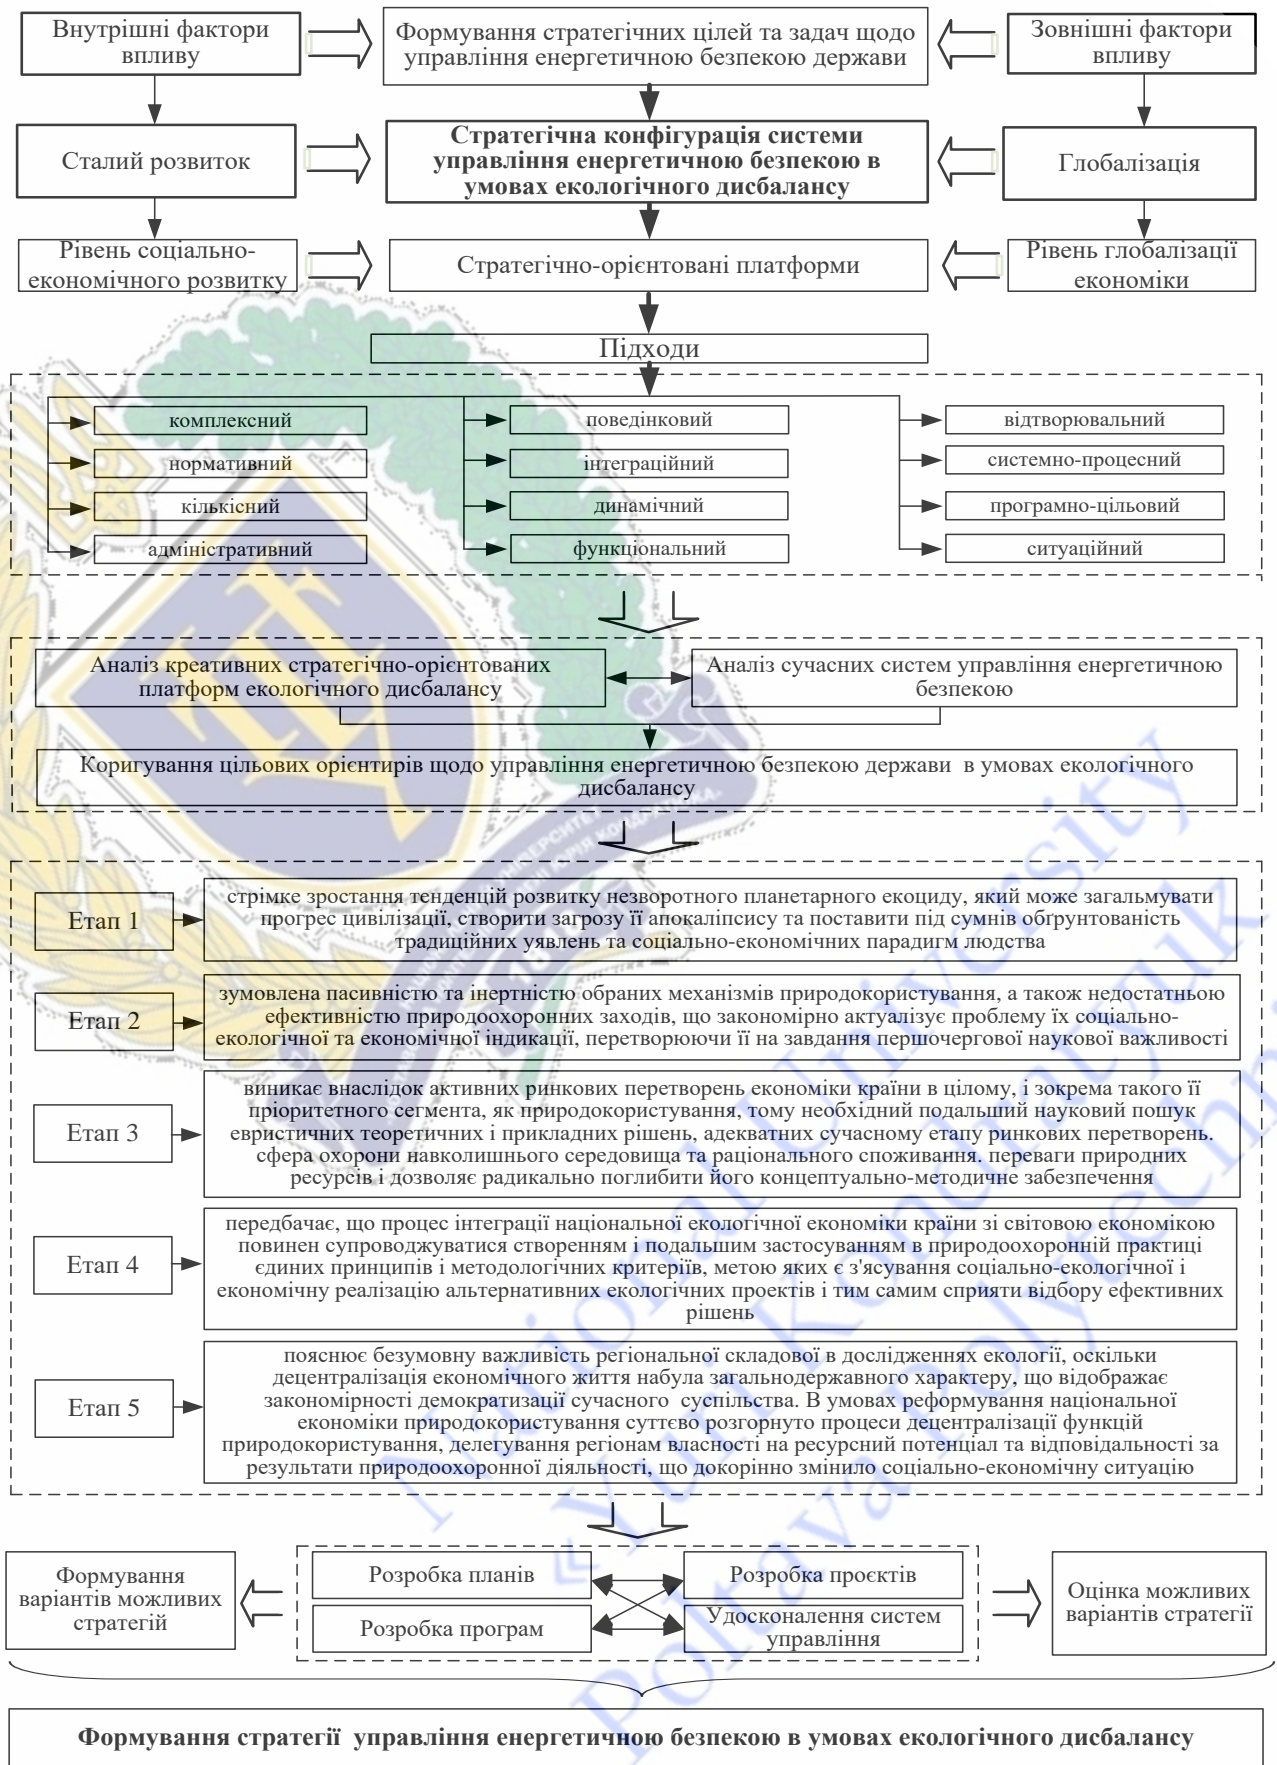 Внутрішні фактори
впливу
Формування стратегічних цілей та задач щодо
управління енергетичною безпекою держави
Зовнішні фактори
впливу
Сталий розвиток
Стратегічна конфігурація системи
управління енергетичною безпекою в
умовах екологічного дисбалансу
Глобалізація
Рівень соціально-
економічного розвитку
Стратегічно-орієнтовані платформи
Рівень глобалізації
економіки
Підходи
комплексний
поведінковий
відтворювальний
нормативний
інтеграційний
системно-процесний
кількісний
динамічний
програмно-цільовий
адміністративний
функціональний
ситуаційний
Аналіз креативних стратегічно-орієнтованих
платформ екологічного дисбалансу
Аналіз сучасних систем управління енергетичною
безпекою
Коригування цільових орієнтирів щодо управління енергетичною безпекою держави в умовах екологічного
дисбалансу
Етап 1
стрімке зростання тенденцій розвитку незворотного планетарного екоциду, який може загальмувати
прогрес цивілізації, створити загрозу її апокаліпсису та поставити під сумнів обґрунтованість
традиційних уявлень та соціально-економічних парадигм людства
Етап 2
зумовлена пасивністю та інертністю обраних механізмів природокористування, а також недостатньою
ефективністю природоохоронних заходів, що закономірно актуалізує проблему їх соціально-
екологічної та економічної індикації, перетворюючи її на завдання першочергової наукової важливості
Етап 3
виникає внаслідок активних ринкових перетворень економіки країни в цілому, і зокрема такого її
пріоритетного сегмента, як природокористування, тому необхідний подальший науковий пошук
евристичних теоретичних і прикладних рішень, адекватних сучасному етапу ринкових перетворень.
сфера охорони навколишнього середовища та раціонального споживання. переваги природних
ресурсів і дозволяє радикально поглибити його концептуально-методичне забезпечення
Етап 4
передбачає, що процес інтеграції національної екологічної економіки країни зі світовою економікою
повинен супроводжуватися створенням і подальшим застосуванням в природоохоронній практиці
єдиних принципів і методологічних критеріїв, метою яких є з'ясування соціально-екологічної і
економічну реалізацію альтернативних екологічних проектів і тим самим сприяти відбору ефективних
рішень
Етап 5
пояснює безумовну важливість регіональної складової в дослідженнях екології, оскільки
децентралізація економічного життя набула загальнодержавного характеру, що відображає
закономірності демократизації сучасного суспільства. В умовах реформування національної
економіки природокористування суттєво розгорнуто процеси децентралізації функцій
природокористування, делегування регіонам власності на ресурсний потенціал та відповідальності за
результати природоохоронної діяльності, що докорінно змінило соціально-економічну ситуацію
Формування
варіантів можливих
стратегій
Розробка планів
Розробка проєктів
Розробка програм
Удосконалення систем
управління
Оцінка можливих
варіантів стратегії
Формування стратегії управління енергетичною безпекою в умовах екологічного дисбалансу
National University
«Yuri Kondratyuk